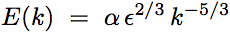 E(k) = α ϵ^{2/3} k^{-5/3}